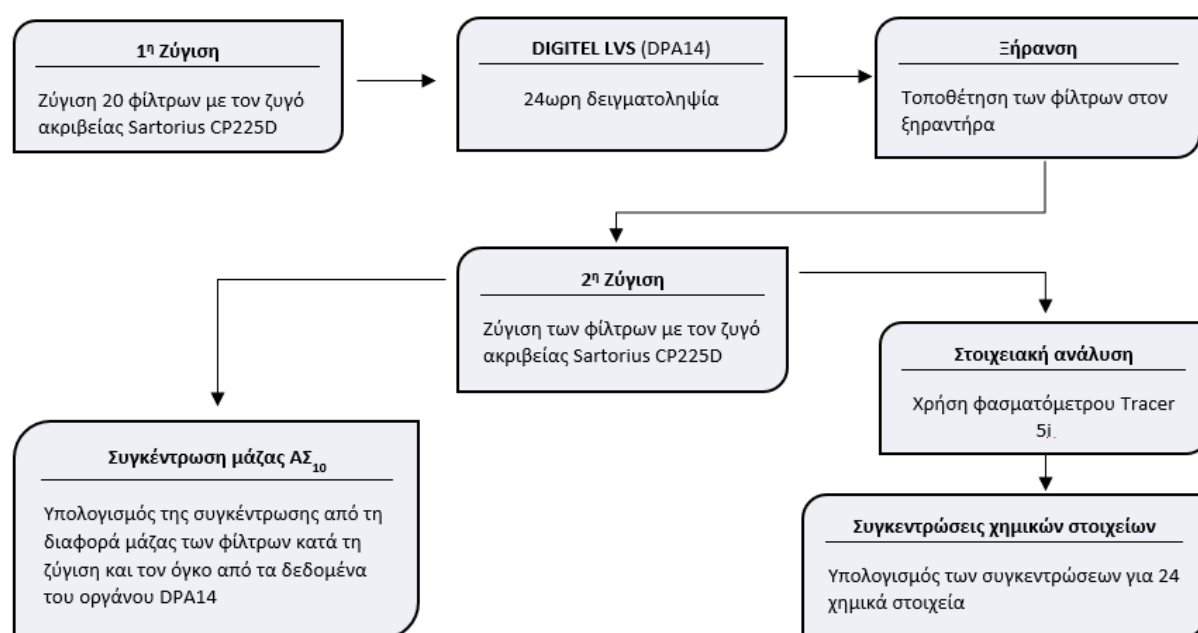 1η Ζύγιση
Ζύγιση 20 φίλτρων με τον ζυγό
ακριβείας Sartorius CP225D
DIGITEL LVS (DPA14)
24ωρη δειγματοληψία
Ξήρανση
Τοποθέτηση των φίλτρων στον
ξηραντήρα
2η Ζύγιση
Ζύγιση των φίλτρων με τον ζυγό
ακριβείας Sartorius CP225D
Συγκέντρωση μάζας ΑΣ10
Υπολογισμός της συγκέντρωσης από τη
διαφορά μάζας των φίλτρων κατά τη
ζύγιση και τον όγκο από τα δεδομένα
του οργάνου DPA14
Στοιχειακή ανάλυση
Χρήση φασματόμετρου Tracer
5i
Συγκεντρώσεις χημικών στοιχείων
Υπολογισμός των συγκεντρώσεων για 24
χημικά στοιχεία